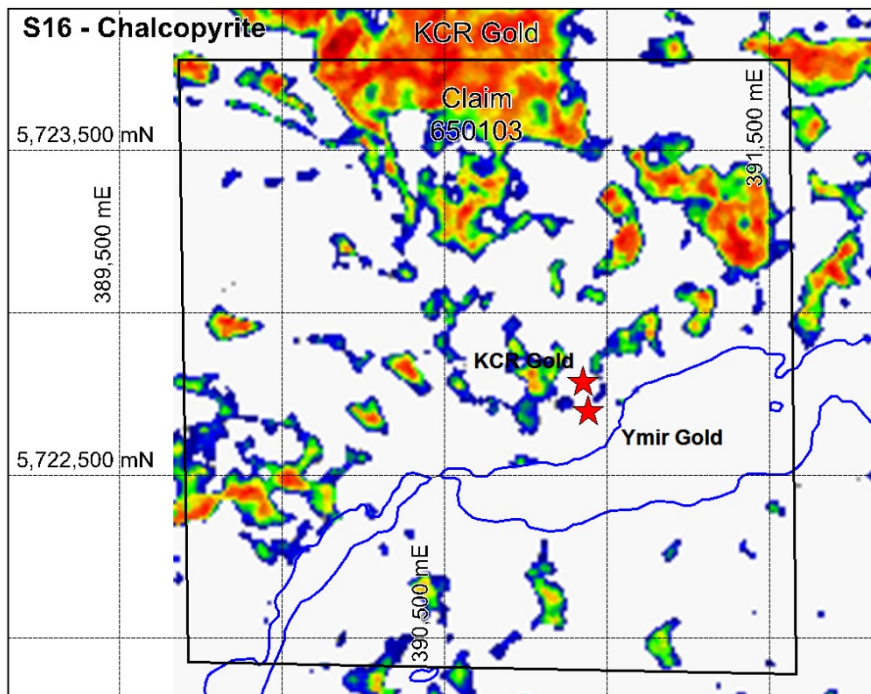 S16 - Chalcopyrite
KCR Gold
Claim
650103
5,723,500 mN
391,500 mE
389,500 mE
KCR Gold
Ymir Gold
5,722,500 mN
390,500 mE